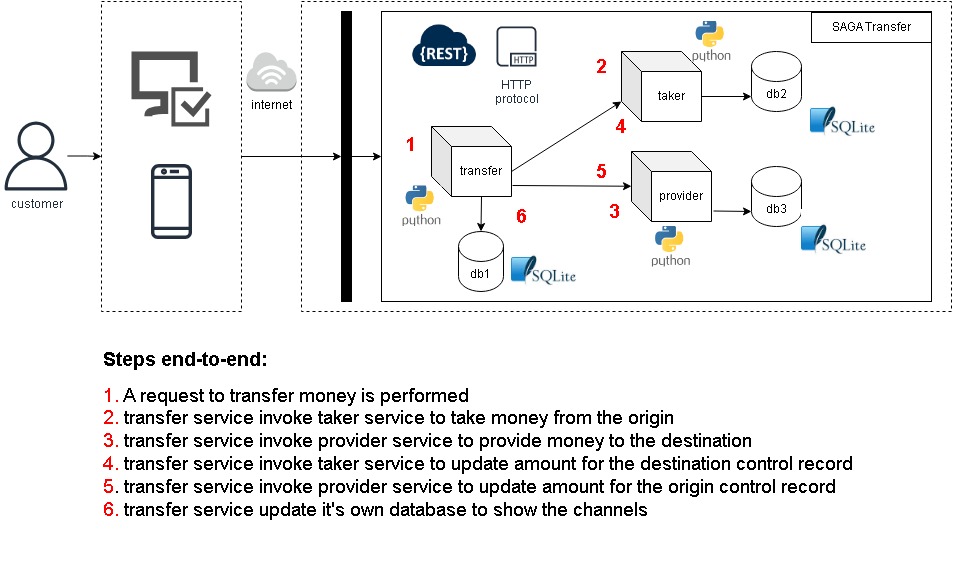 SAGA Transfer
{REST}
HTTP
HTTP
protocol
python
2
taker
db2
internet
4
SQLite
1
transfer
5
customer
provider
db3
3
python
6
SQLite
python
db1
SQLite
Steps end-to-end:
1. A request to transfer money is performed
2. transfer service invoke taker service to take money from the origin
3. transfer service invoke provider service to provide money to the destination
4. transfer service invoke taker service to update amount for the destination control record
5. transfer service invoke provider service to update amount for the origin control record
6. transfer service update it's own database to show the channels